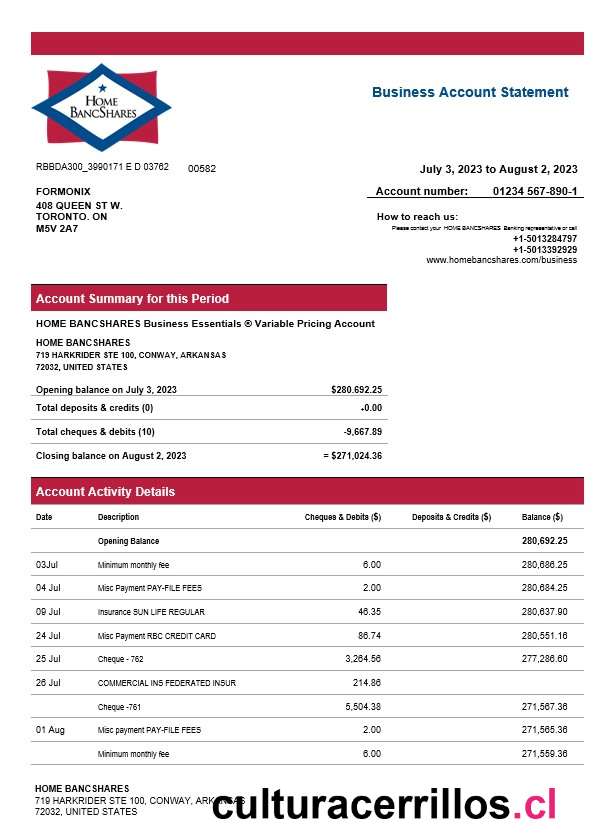 HOME
BANCSHARES
Business Account Statement
RBBDA300_3990171 E D 03762 00582
July 3, 2023 to August 2, 2023
FORMONIX
408 QUEEN ST W.
TORONTO. ON
M5V 2A7
Account number: 01234 567-890-1
How to reach us:
Please contact your HOME BANCSHARES Banking representative or call
+1-5013284797
+1-5013392929
www.homebancshares.com/business
Account Summary for this Period
HOME BANCSHARES Business Essentials ® Variable Pricing Account
HOME BANCSHARES
719 HARKRIDER STE 100, CONWAY, ARKANSAS
72032, UNITED STATES
Opening balance on July 3, 2023 $280.692.25
Total deposits & credits (0) +0.00
Total cheques & debits (10) -9,667.89
Closing balance on August 2, 2023 = $271,024.36
Account Activity Details
Date Description Cheques & Debits ($) Deposits & Credits ($) Balance ($)
Opening Balance 280,692.25
03Jul Minimum monthly fee 6.00 280,686.25
04 Jul Misc Payment PAY-FILE FEES 2.00 280,684.25
09 Jul Insurance SUN LIFE REGULAR 46.35 280,637.90
24 Jul Misc Payment RBC CREDIT CARD 86.74 280,551.16
25 Jul Cheque - 762 3,264.56 277,286.60
26 Jul COMMERCIAL INS FEDERATED INSUR 214.86
Cheque -761 5,504.38 271,567.36
01 Aug Misc payment PAY-FILE FEES 2.00 271,565.36
Minimum monthly fee 6.00 271,559.36
HOME BANCSHARES
719 HARKRIDER STE 100, CONWAY, ARKANSAS
72032, UNITED STATES
culturacerrillos.cl